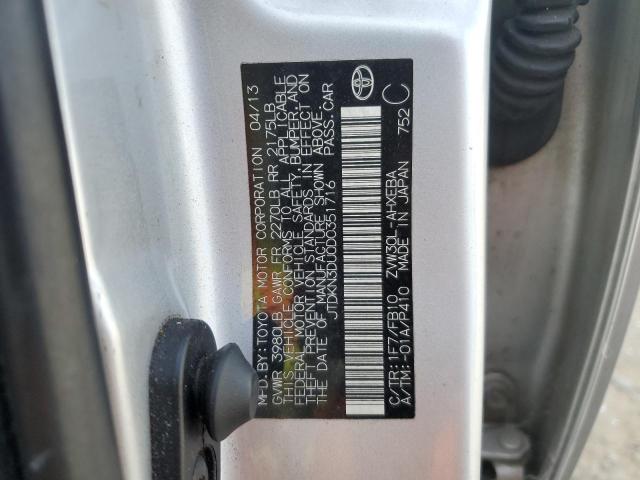 MFD. BY: TOYOTA MOTOR CORPORATION 04/13
GVWR 3980LB GAWR FR 2270LB RR 2175LB
THIS VEHICLE CONFORMS TO ALL APPLICABLE
FEDERAL MOTOR VEHICLE SAFETY, BUMPER, AND
THEFT PREVENTION STANDARDS IN EFFECT ON
THE DATE OF MANUFACTURE SHOWN ABOVE.
JTDKN3DU0D0351716 PASS. CAR
C/TR: 1F7/FB10 ZVW30L-AHXEBA
A/TM: -01A/P410 MADE IN JAPAN 752 C